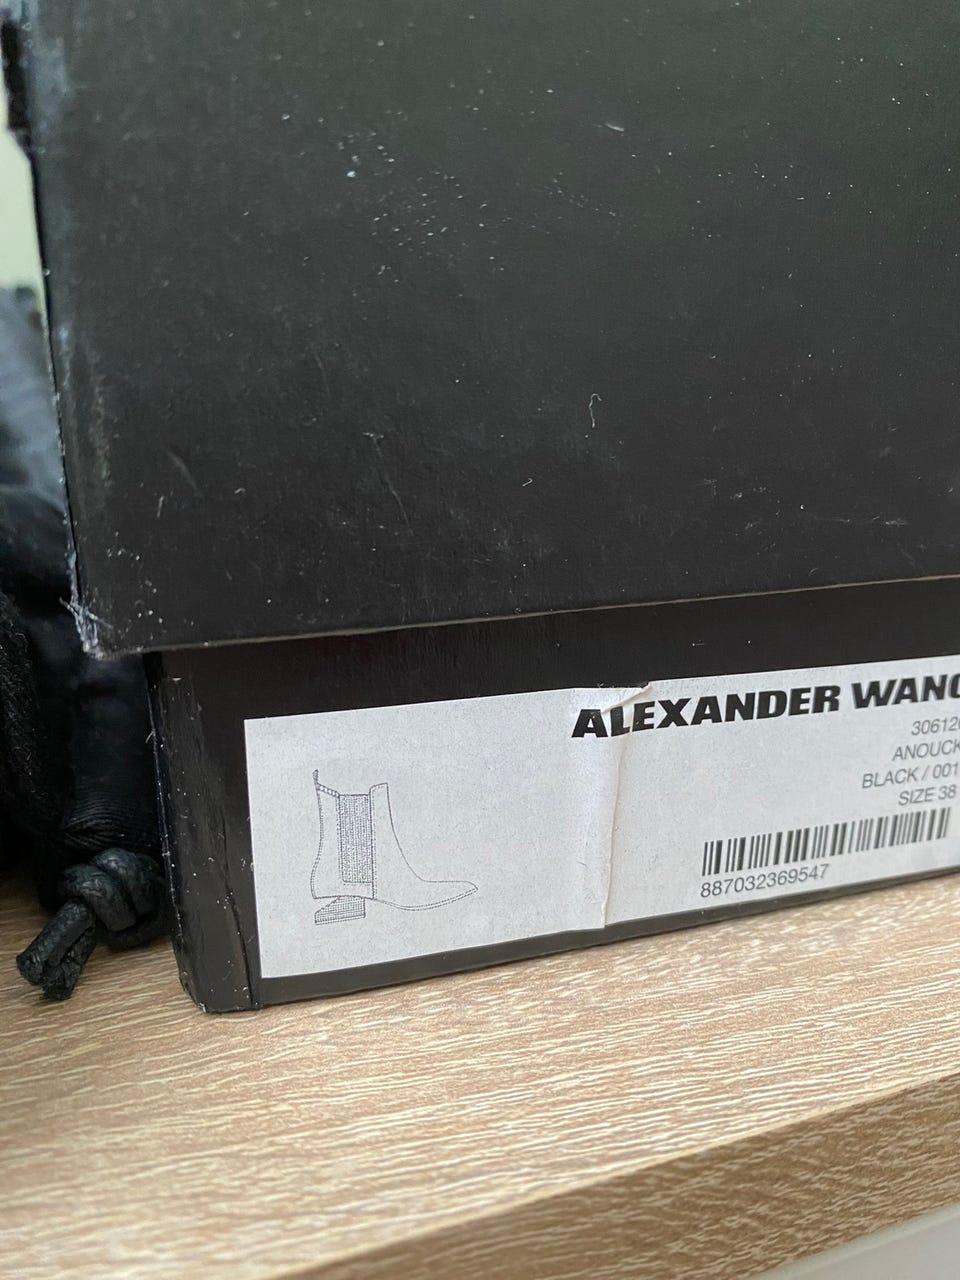 ALEXANDER WANG
30612
ANOUCK
BLACK / 001
SIZE 38
887032369547